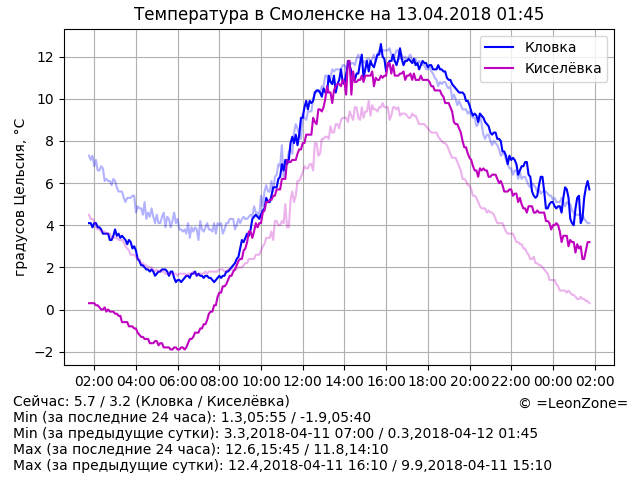 Температура в Смоленске на 13.04.2018 01:45
Кловка
Киселёвка
градусов Цельсия, °C
12
10
8
6
4
2
0
−2
02:00 04:00 06:00 08:00 10:00 12:00 14:00 16:00 18:00 20:00 22:00 00:00 02:00
Сейчас: 5.7 / 3.2 (Кловка / Киселёвка)
© =LeonZone=
Min (за последние 24 часа): 1.3,05:55 / -1.9,05:40
Min (за предыдущие сутки): 3.3,2018-04-11 07:00 / 0.3,2018-04-12 01:45
Max (за последние 24 часа): 12.6,15:45 / 11.8,14:10
Max (за предыдущие сутки): 12.4,2018-04-11 16:10 / 9.9,2018-04-11 15:10